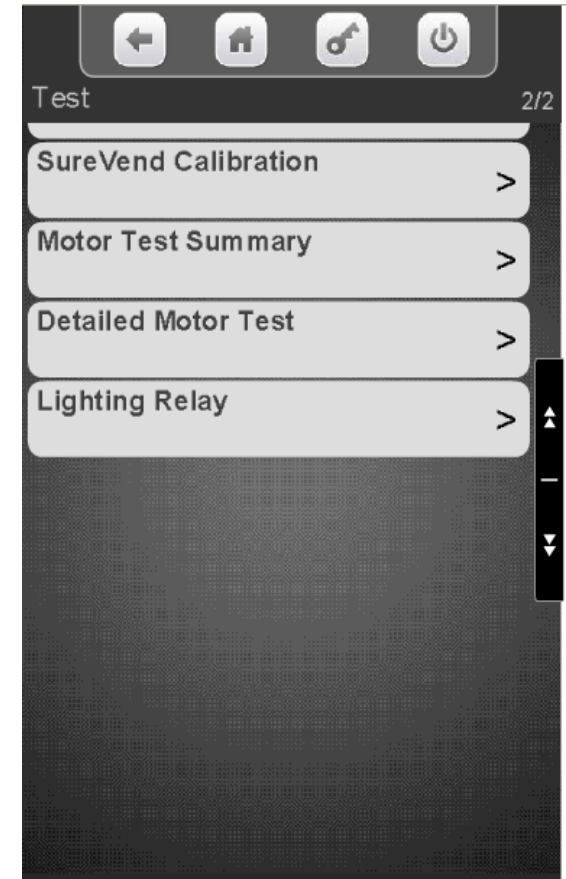 Test
2/2
SureVend Calibration
>
Motor Test Summary
>
Detailed Motor Test
>
Lighting Relay
>